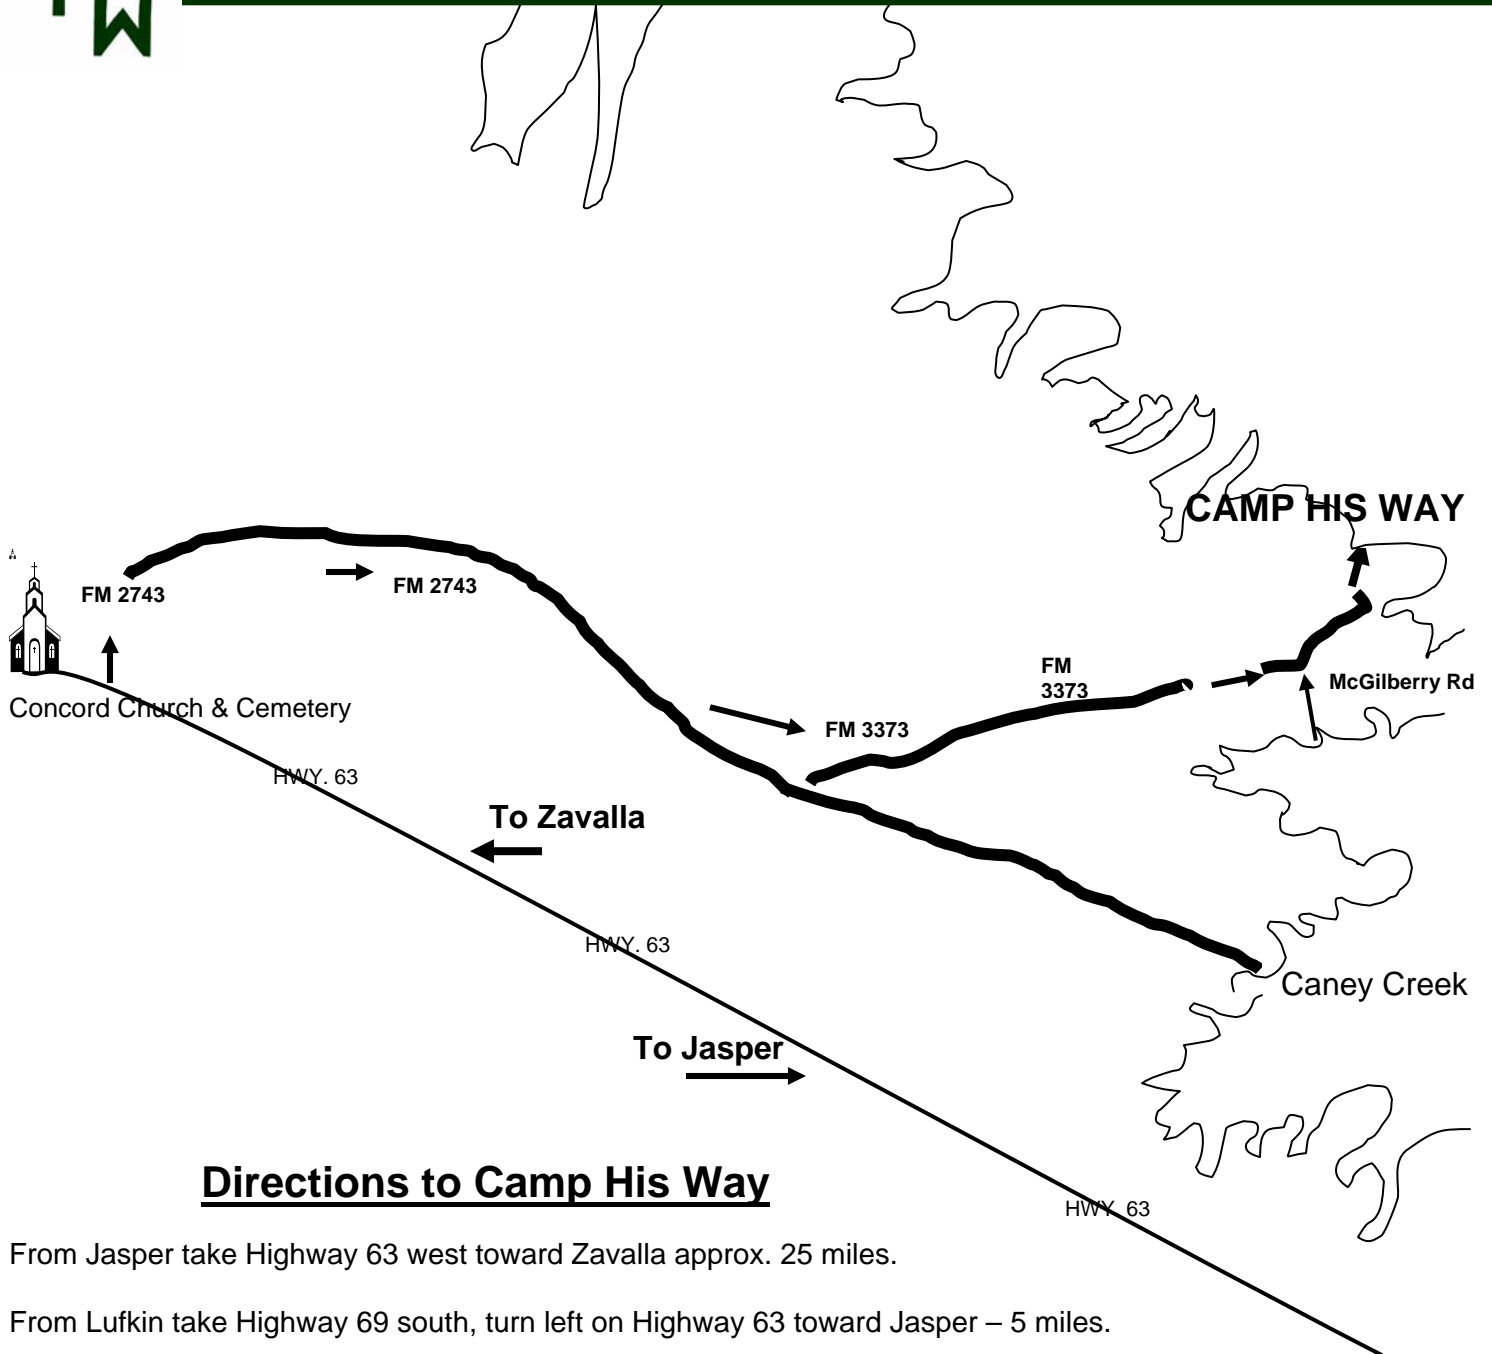 CAMP HIS WAY
FM 2743
FM 2743
FM
3373
McGilberry Rd
Concord Church & Cemetery
FM 3373
HWY. 63
To Zavalla
HWY. 63
Caney Creek
To Jasper
Directions to Camp His Way
HWY. 63
From Jasper take Highway 63 west toward Zavalla approx. 25 miles.
From Lufkin take Highway 69 south, turn left on Highway 63 toward Jasper – 5 miles.